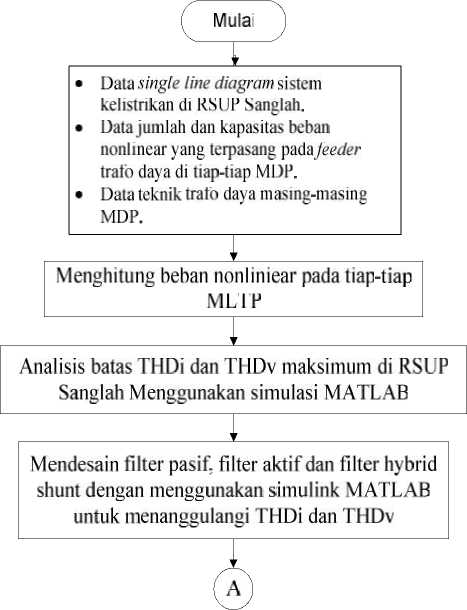 Mulai
• Data single line diagram sistem
kelistrikan di RSUP Sanglah.
• Data jumlah dan kapasitas beban
nonlinear yang terpasang pada feeder
trafo daya di tiap-tiap MDP.
• Data teknik trafo daya masing-masing
MDP.
Menghitung beban nonliniear pada tiap-tiap
MLTP
Analisis batas THDi dan THDv maksimum di RSUP
Sanglah Menggunakan simulasi MATLAB
Mendesain filter pasif, filter aktif dan filter hybrid
shunt dengan menggunakan simulink MATLAB
untuk menanggulangi THDi dan THDv
A